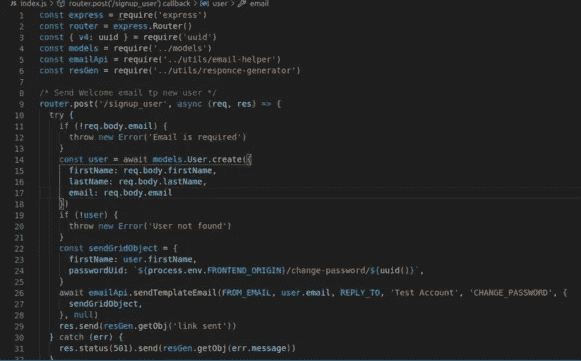 index.js > router.post('/signup_user') callback > user > email
1 const express = require('express')
2 const router = express.Router()
3 const { v4: uuid } = require('uuid')
4 const models = require('../models')
5 const emailApi = require('../utils/email-helper')
6 const resGen = require('../utils/responce-generator')
7
8 /* Send Welcome email tp new user */
9 router.post('/signup_user', async (req, res) => {
10 try {
11 if (!req.body.email) {
12 throw new Error('Email is required')
13 }
14 const user = await models.User.create({
15 firstName: req.body.firstName,
16 lastName: req.body.lastName,
17 email: req.body.email
18 })
19 if (!user) {
20 throw new Error('User not found')
21 }
22 const sendGridObject = {
23 firstName: user.firstName,
24 passwordUid: `${process.env.FRONTEND_ORIGIN}/change-password/${uuid()}`,
25 }
26 await emailApi.sendTemplateEmail(FROM_EMAIL, user.email, REPLY_TO, 'Test Account', 'CHANGE_PASSWORD', {
27 sendGridObject,
28 }, null)
29 res.send(resGen.getObj('link sent'))
30 } catch (err) {
31 res.status(501).send(resGen.getObj(err.message))
32 }